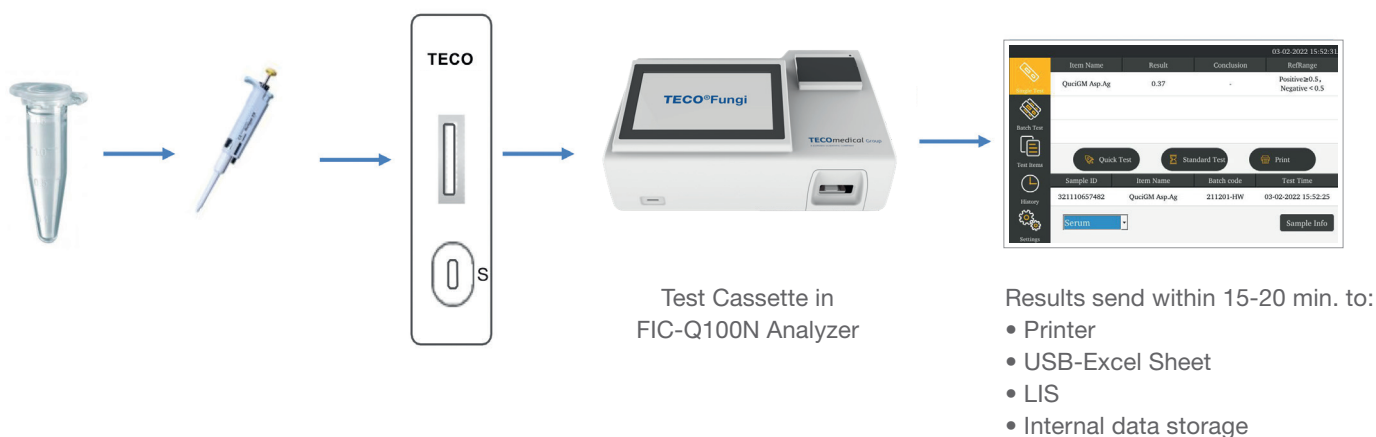 TECO
S
TECO®Fungi
TECOmedical Group
Test Cassette in
FIC-Q100N Analyzer
03-02-2022 15:52:31
Item Name Result Conclusion RefRange
QuciGM Asp.Ag 0.37 - Positive≥0.5,
Negative < 0.5
Single Test
Batch Test
Test Items
History
Settings
Quick Test Standard Test Print
Sample ID Item Name Batch code Test Time
321110657482 QuciGM Asp.Ag 211201-HW 03-02-2022 15:52:25
Serum Sample Info
Results send within 15-20 min. to:
• Printer
• USB-Excel Sheet
• LIS
• Internal data storage